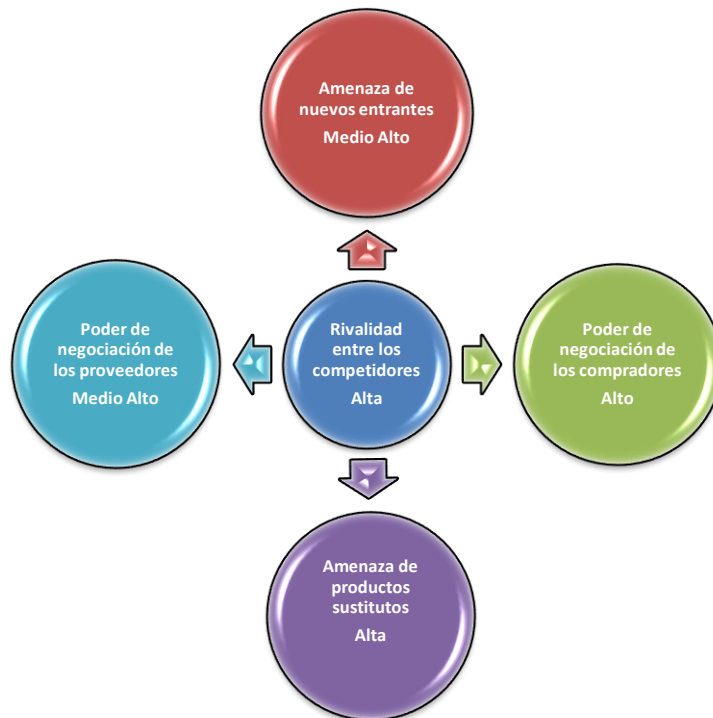 Amenaza de
nuevos entrantes
Medio Alto
Poder de
negociación de
los proveedores
Medio Alto
Rivalidad
entre los
competidores
Alta
Poder de
negociación de
los compradores
Alto
Amenaza de
productos
sustitutos
Alta